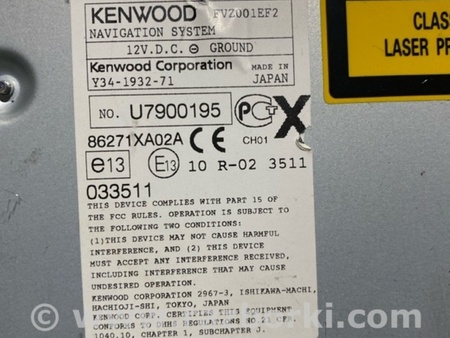 KENWOOD FVZ001EF2
NAVIGATION SYSTEM
12V.D.C. ⊖ GROUND
Kenwood Corporation MADE IN
Y34-1932-71 JAPAN
NO. U7900195
PCT X
86271XA02A CE CH01
e13 E13 10 R-02 3511
033511
THIS DEVICE COMPLIES WITH PART 15 OF
THE FCC RULES. OPERATION IS SUBJECT TO
THE FOLLOWING TWO CONDITIONS:
(1)THIS DEVICE MAY NOT CAUSE HARMFUL
INTERFERENCE, AND (2) THIS DEVICE
MUST ACCEPT ANY INTERFERENCE RECEIVED,
INCLUDING INTERFERENCE THAT MAY CAUSE
UNDESIRED OPERATION.
KENWOOD CORPORATION 2967-3, ISHIKAWA-MACHI,
HACHIOJI-SHI, TOKYO, JAPAN
KENWOOD CORP. CERTIFIES THIS EQUIPMENT
CONFORMS TO DHHS REGULATIONS NO.21 CFR
1040.10, CHAPTER 1, SUBCHAPTER J.
CLAS
LASER PR